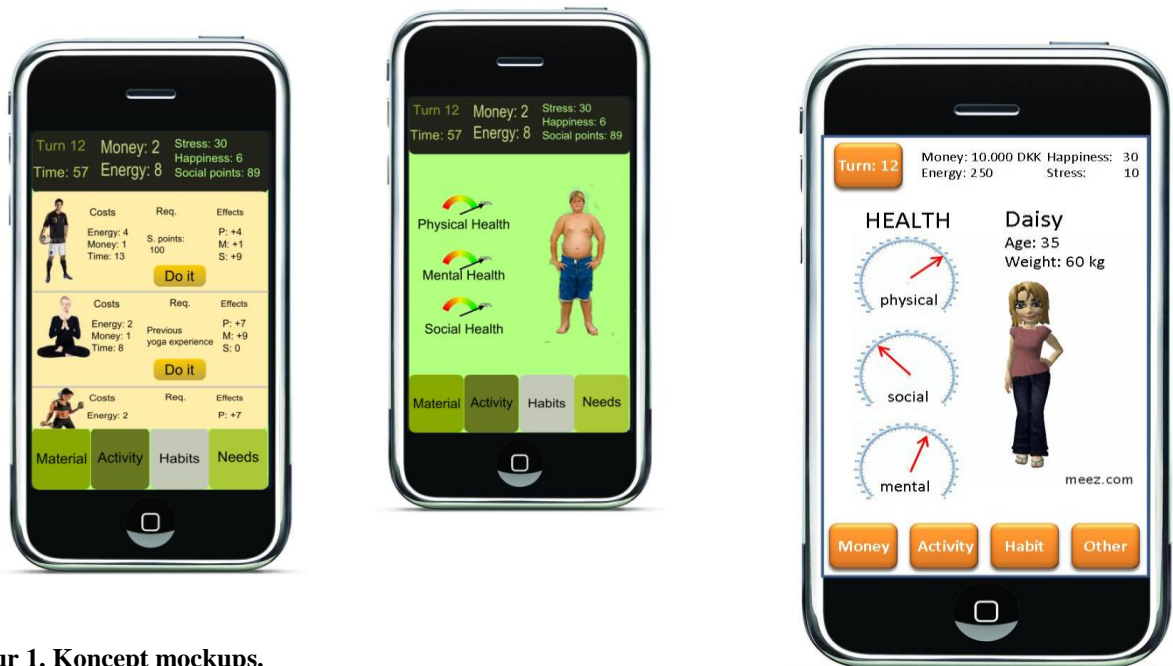 Turn 12 Money: 2 Stress: 30
Happiness: 6
Time: 57 Energy: 8 Social points: 89
Costs Req. Effects
Energy: 4 P: +4
Money: 1 S. points: M: +1
Time: 13 100 S: +9
Do it
Costs Req. Effects
Energy: 2 P: +7
Money: 1 Previous M: +9
Time: 8 yoga experience S: 0
Do it
Costs Req. Effects
Energy: 2 P: +7
Material Activity Habits Needs
Turn 12 Money: 2 Stress: 30
Happiness: 6
Time: 57 Energy: 8 Social points: 89
Physical Health
Mental Health
Social Health
Material Activity Habits Needs
Turn: 12 Money: 10.000 DKK Happiness: 30
Energy: 250 Stress: 10
HEALTH Daisy
Age: 35
Weight: 60 kg
physical
social
mental
meez.com
Money Activity Habit Other
ur 1. Koncept mockups.